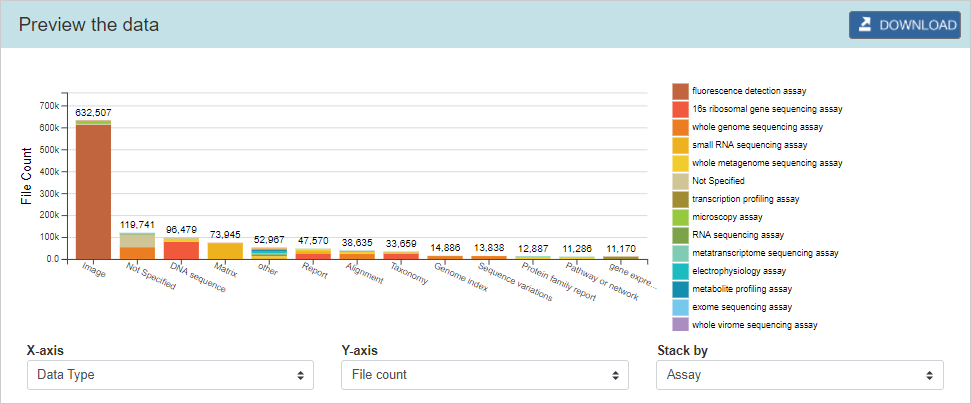 Preview the data
DOWNLOAD
700k
600k
500k
400k
300k
200k
100k
0.0
File Count
632,507
119,741
96,479
73,945
52,967
47,570
38,635
33,659
14,886
13,838
12,887
11,286
11,170
Image
Not Specified
DNA sequence
Matrix
other
Report
Alignment
Taxonomy
Genome index
Sequence variations
Protein family report
Pathway or network
gene expre...
fluorescence detection assay
16s ribosomal gene sequencing assay
whole genome sequencing assay
small RNA sequencing assay
whole metagenome sequencing assay
Not Specified
transcription profiling assay
microscopy assay
RNA sequencing assay
metatranscriptome sequencing assay
electrophysiology assay
metabolite profiling assay
exome sequencing assay
whole virome sequencing assay
X-axis
Data Type
Y-axis
File count
Stack by
Assay